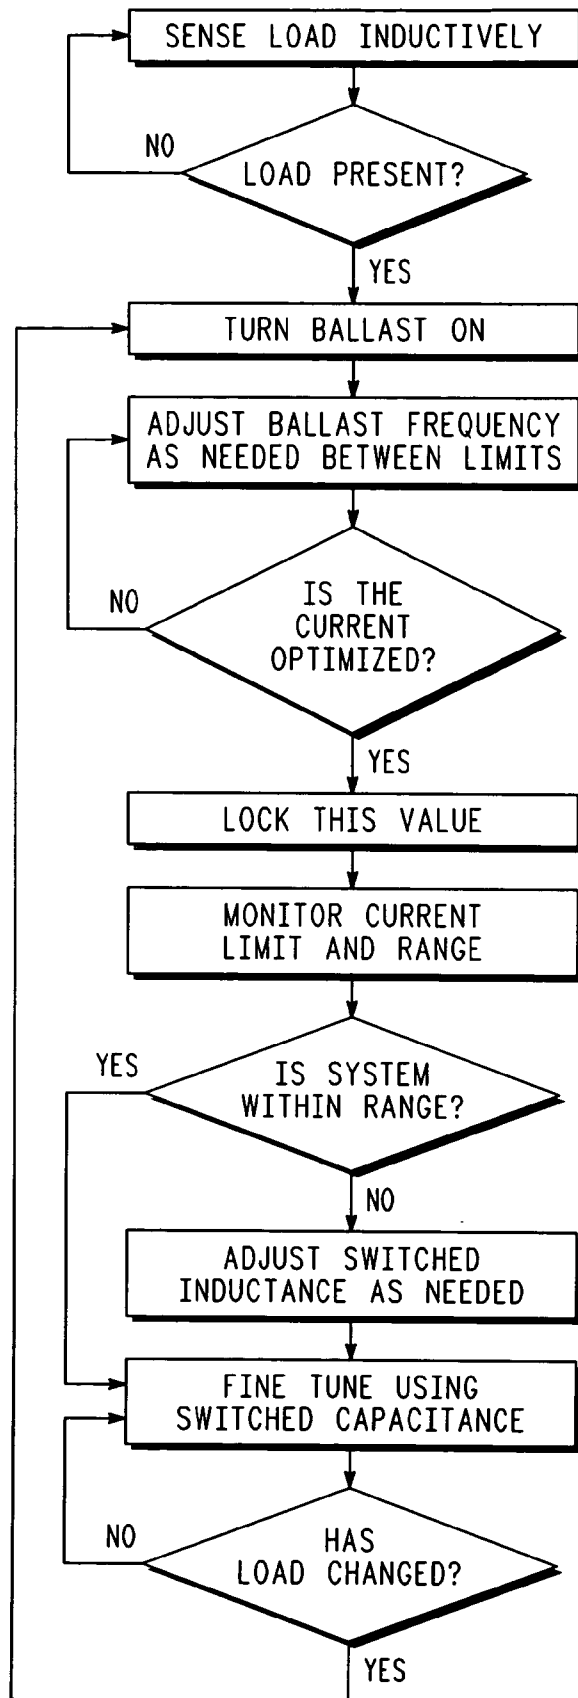 SENSE LOAD INDUCTIVELY
NO
LOAD PRESENT?
YES
TURN BALLAST ON
ADJUST BALLAST FREQUENCY
AS NEEDED BETWEEN LIMITS
NO
IS THE
CURRENT
OPTIMIZED?
YES
LOCK THIS VALUE
MONITOR CURRENT
LIMIT AND RANGE
YES
IS SYSTEM
WITHIN RANGE?
NO
ADJUST SWITCHED
INDUCTANCE AS NEEDED
FINE TUNE USING
SWITCHED CAPACITANCE
NO
HAS
LOAD CHANGED?
YES